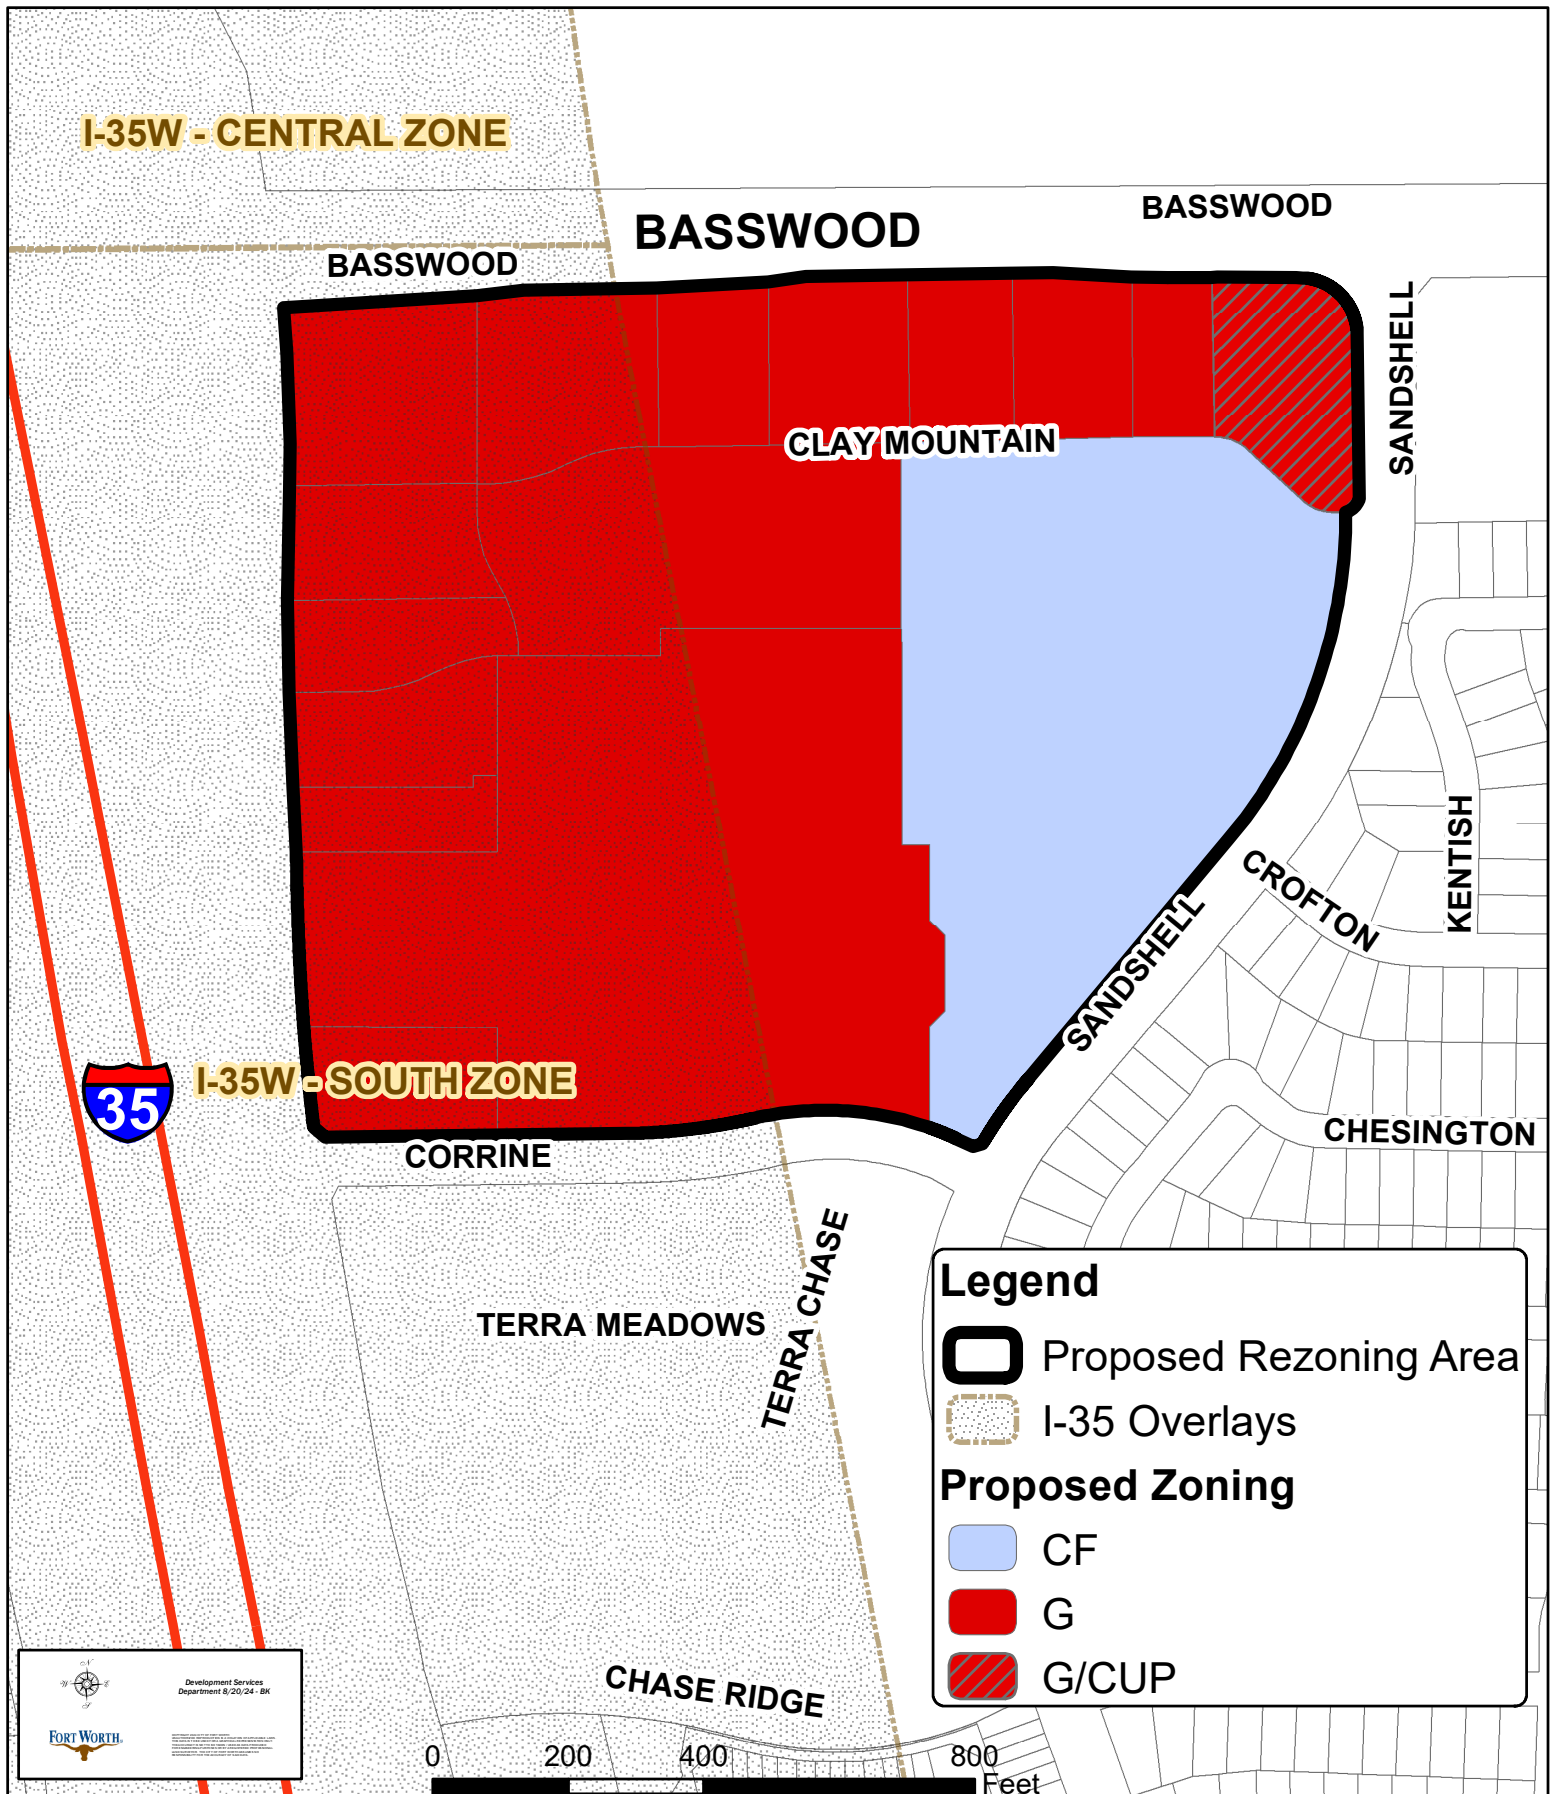 I-35W - CENTRAL ZONE
BASSWOOD
BASSWOOD
BASSWOOD
SANDSHELL
CLAY MOUNTAIN
KENTISH
CROFTON
SANDSHELL
I-35W - SOUTH ZONE
35
CHESINGTON
CORRINE
TERRA CHASE
TERRA MEADOWS
Legend
Proposed Rezoning Area
I-35 Overlays
Proposed Zoning
CF
G
G/CUP
CHASE RIDGE
N
W E
S
Development Services
Department 8/20/24 - BK
FORT WORTH
0 200 400 800
Feet